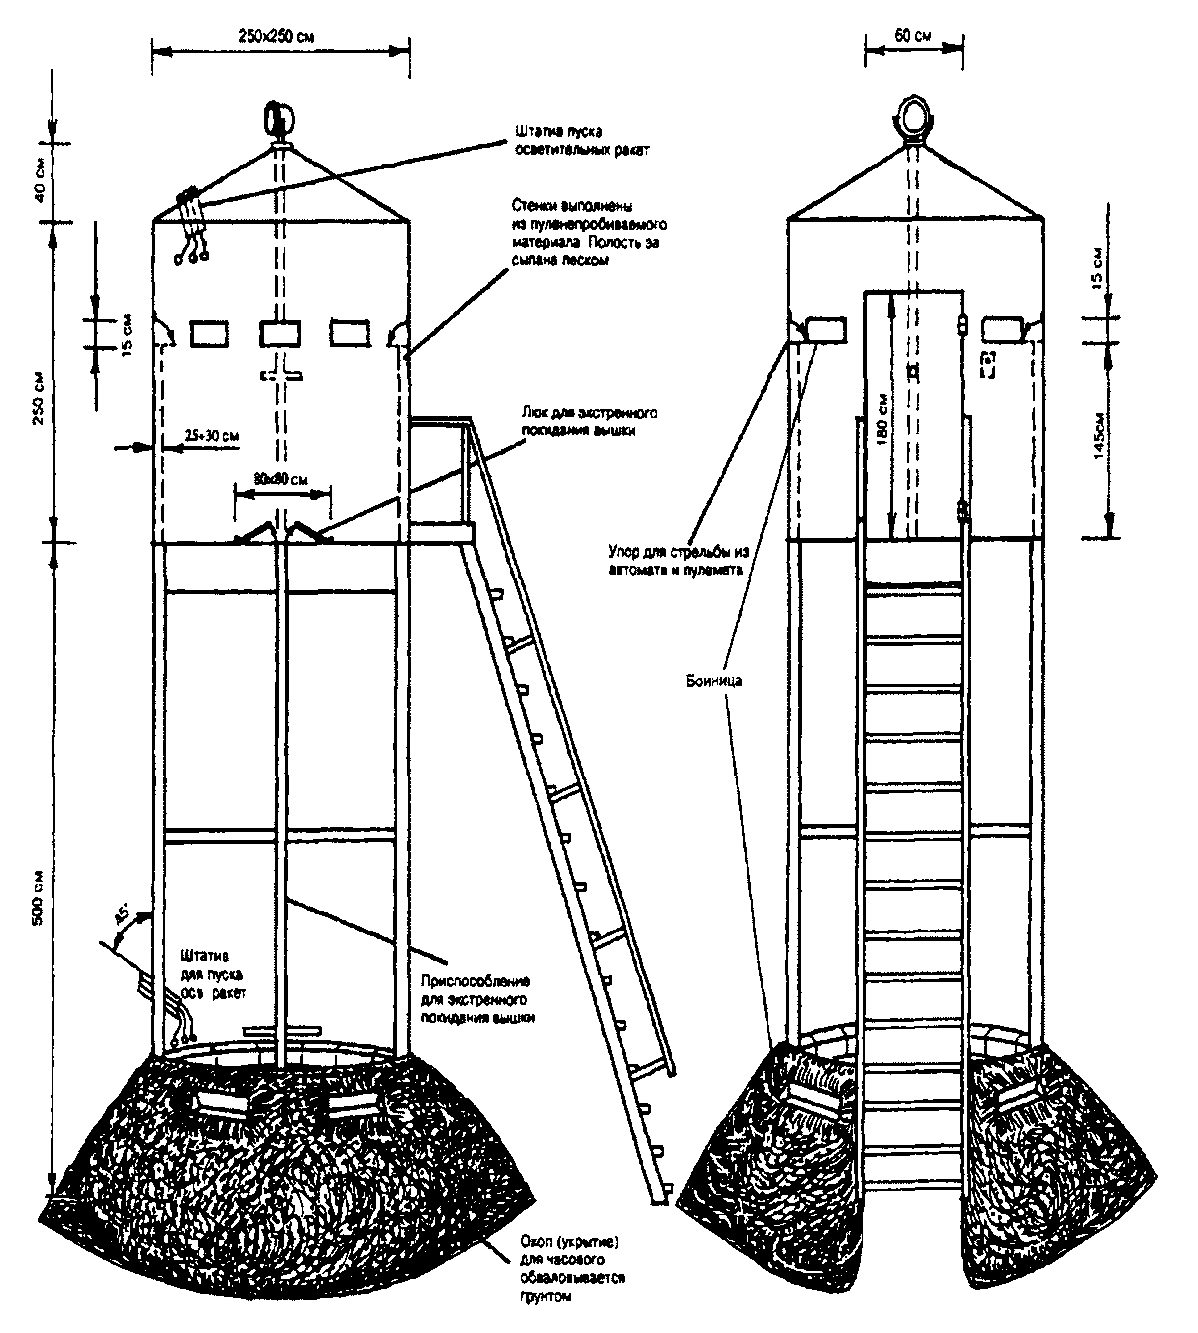 250х250 см
60 см
Штатив пуска
осветительных ракет
40 см
Стенки выполнены
из пуленепробиваемого
материала Полость за
сыпана песком
15 см
15 см
250 см
Люк для экстренного
покидания вышки
180 см
145см
25÷30 см
80х80 см
Упор для стрельбы из
автомата и пулемета
Бойница
500 см
45°
Штатив
для пуска
осв ракет
Приспособление
для экстренного
покидания вышки
Окоп (укрытие)
для часового
обваловывается
грунтом